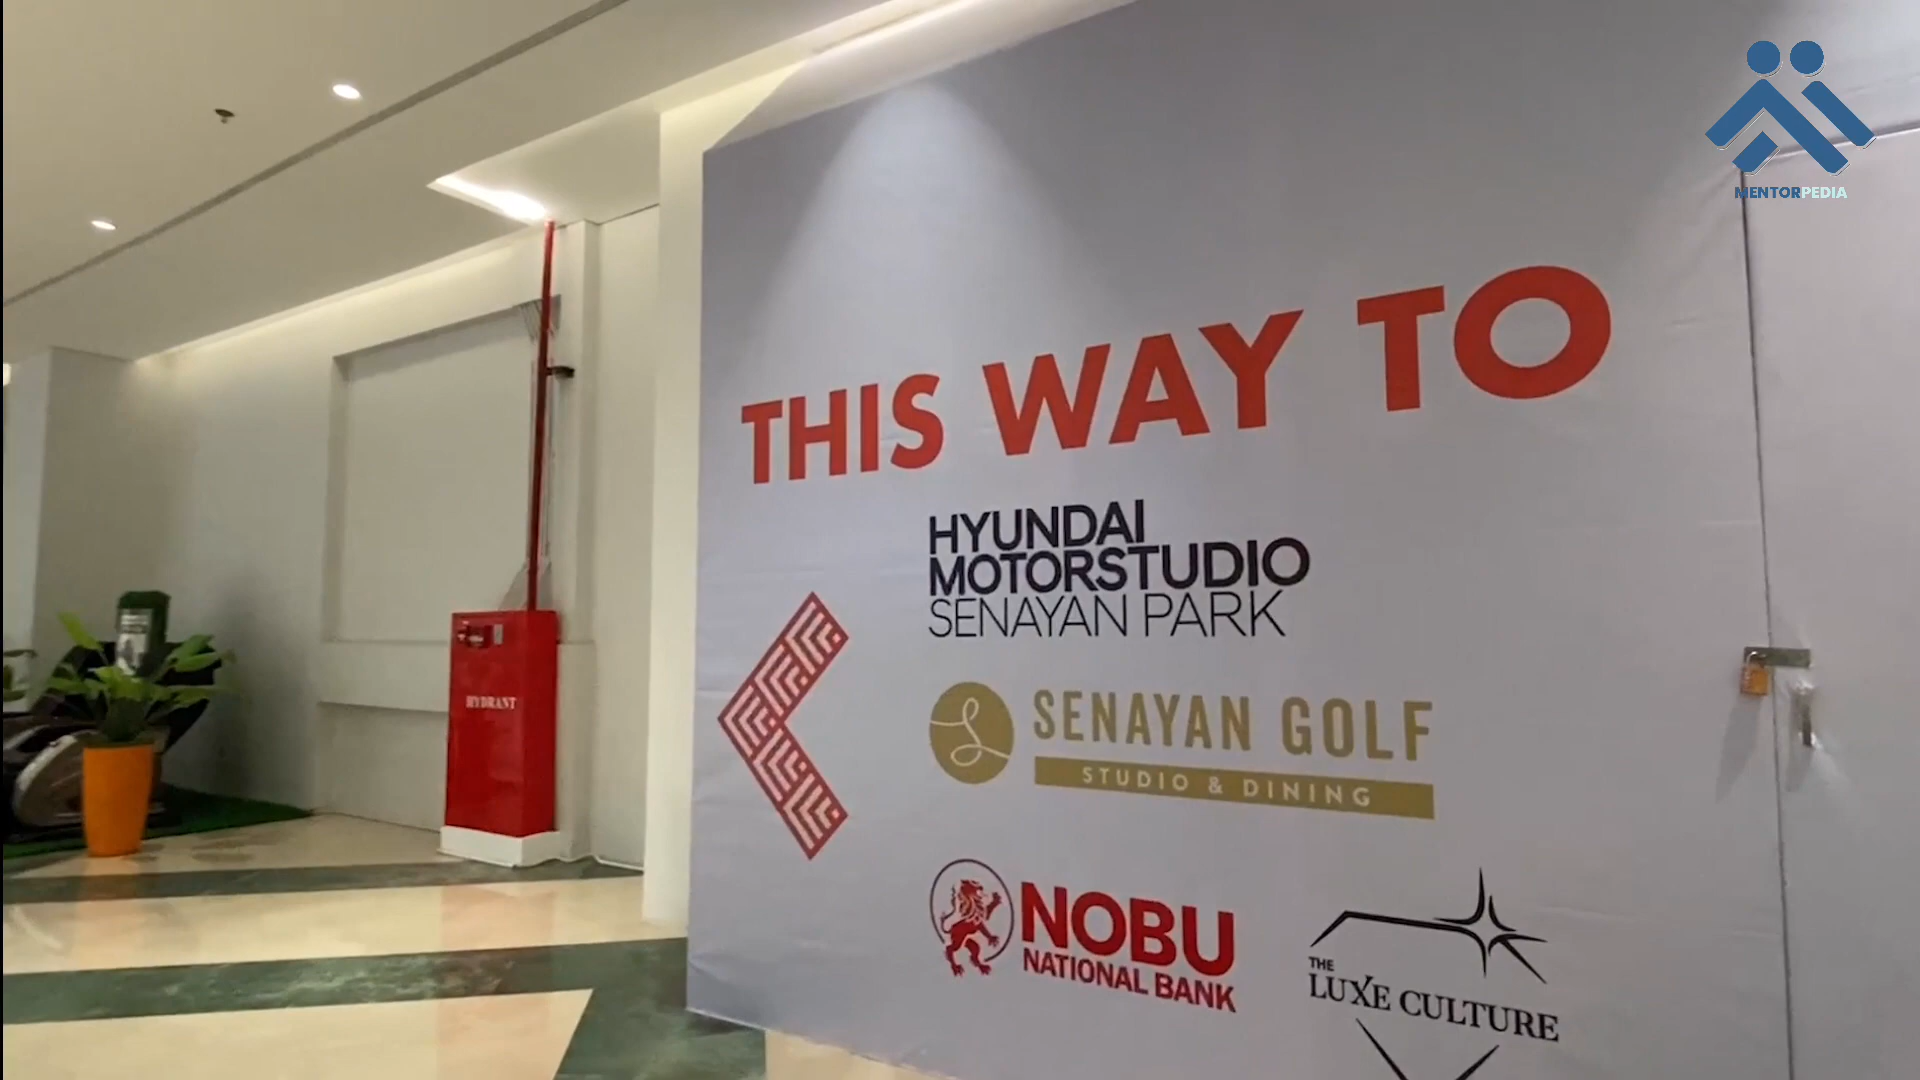 MENTORPEDIA
THIS WAY TO
HYUNDAI
MOTORSTUDIO
SENAYAN PARK
HYDRANT
SENAYAN GOLF
STUDIO & DINING
NOBU
NATIONAL BANK
THE
LUXE CULTURE